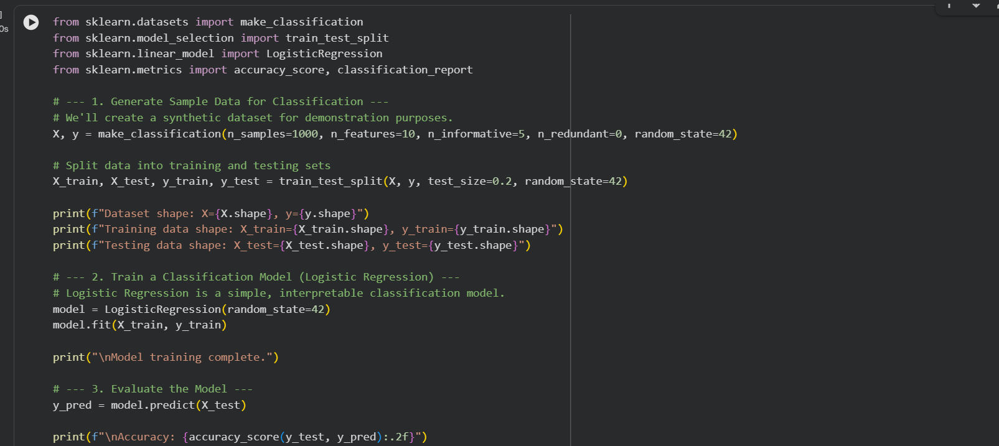 ]
0s
from sklearn.datasets import make_classification
from sklearn.model_selection import train_test_split
from sklearn.linear_model import LogisticRegression
from sklearn.metrics import accuracy_score, classification_report
# --- 1. Generate Sample Data for Classification ---
# We'll create a synthetic dataset for demonstration purposes.
X, y = make_classification(n_samples=1000, n_features=10, n_informative=5, n_redundant=0, random_state=42)
# Split data into training and testing sets
X_train, X_test, y_train, y_test = train_test_split(X, y, test_size=0.2, random_state=42)
print(f"Dataset shape: X={X.shape}, y={y.shape}")
print(f"Training data shape: X_train={X_train.shape}, y_train={y_train.shape}")
print(f"Testing data shape: X_test={X_test.shape}, y_test={y_test.shape}")
# --- 2. Train a Classification Model (Logistic Regression) ---
# Logistic Regression is a simple, interpretable classification model.
model = LogisticRegression(random_state=42)
model.fit(X_train, y_train)
print("\nModel training complete.")
# --- 3. Evaluate the Model ---
y_pred = model.predict(X_test)
print(f"\nAccuracy: {accuracy_score(y_test, y_pred):.2f}")